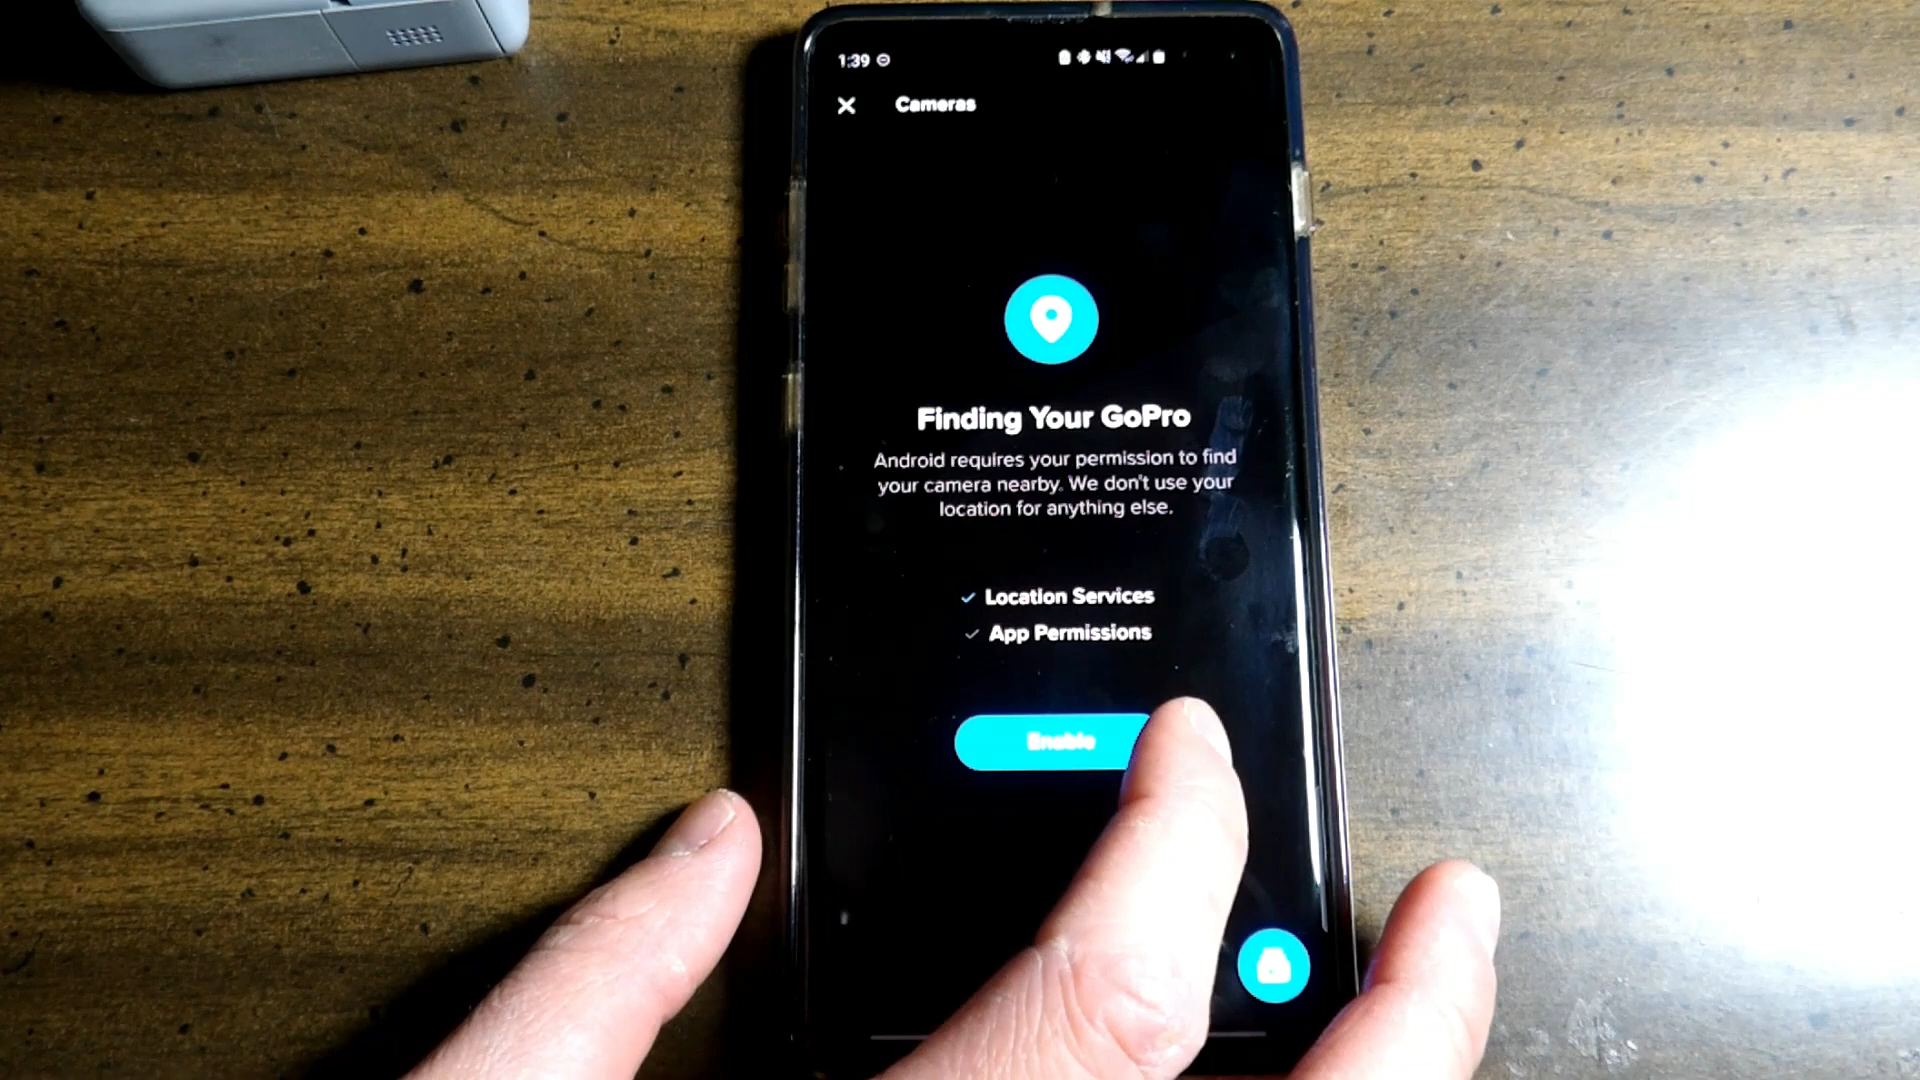 1:39
Cameras
Finding Your GoPro
Android requires your permission to find
your camera nearby. We don't use your
location for anything else.
Location Services
App Permissions
Enable